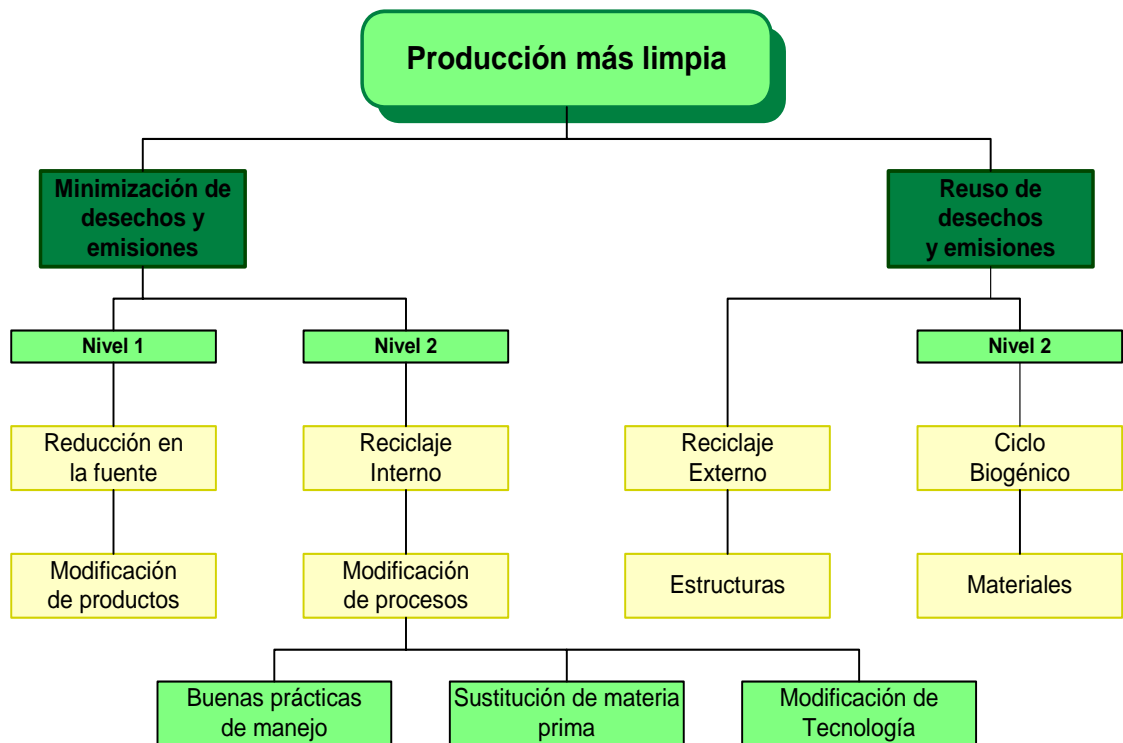 Producción más limpia
Minimización de
desechos y
emisiones
Reuso de
desechos
y emisiones
Nivel 1
Nivel 2
Nivel 2
Reducción en
la fuente
Reciclaje
Interno
Reciclaje
Externo
Ciclo
Biogénico
Modificación
de productos
Modificación
de procesos
Estructuras
Materiales
Buenas prácticas
de manejo
Sustitución de materia
prima
Modificación de
Tecnología